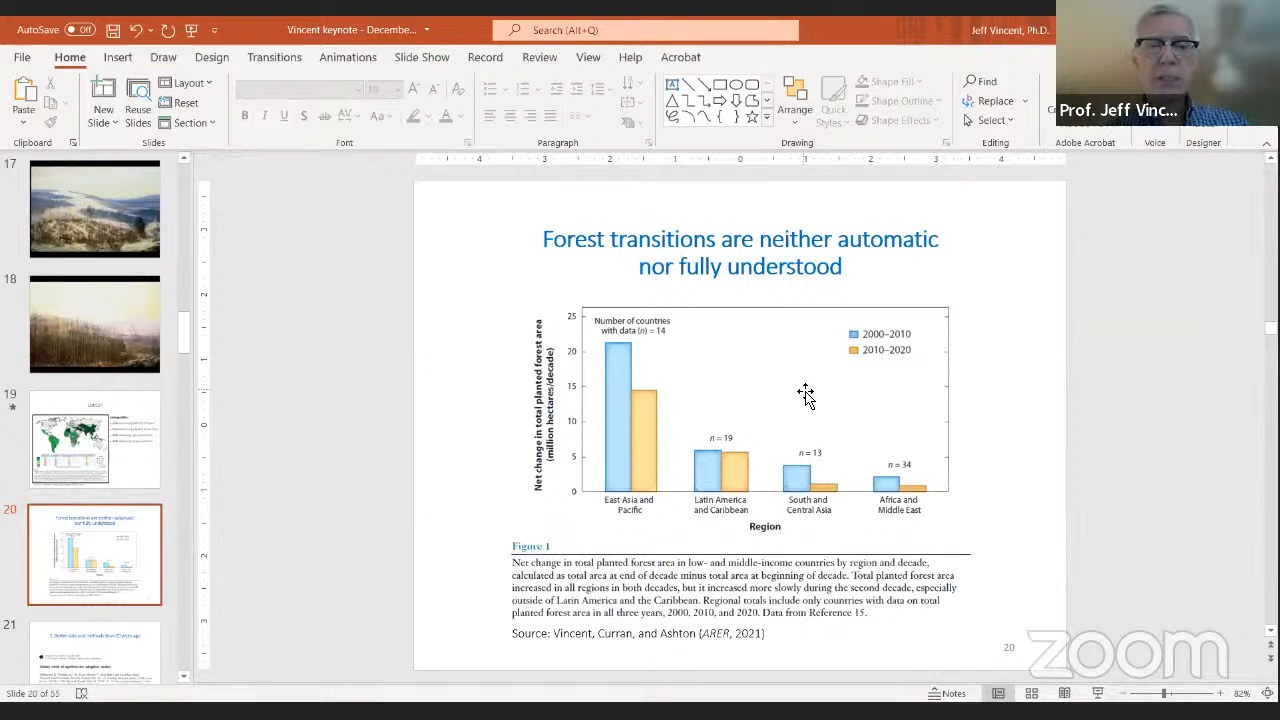 AutoSave Off
Vincent keynote - Decembe...
Search (Alt+Q)
Jeff Vincent, Ph.D.
File Home Insert Draw Design Transitions Animations Slide Show Review Record View Help Acrobat
Paste
Clipboard
New Slide
Reuse Slides
Layout
Reset
Section
Slides
Font
Paragraph
Arrange
Quick Styles
Shape Fill
Shape Outline
Shape Effects
Drawing
Find
Replace
Select
Editing
Adobe Acrobat
Voice
Designer
Prof. Jeff Vinc...
17
18
19
20
21
Forest transitions are neither automatic
nor fully understood
Net change in total planted forest area
(million hectares/decade)
25
20
15
10
5
0
Number of countries
with data (n) = 14
n = 19
n = 13
n = 34
2000–2010
2010–2020
East Asia and
Pacific
Latin America
and Caribbean
South and
Central Asia
Africa and
Middle East
Region
Figure 1
Net change in total planted forest area in low- and middle-income countries by region and decade,
calculated as total area at end of decade minus total area at beginning of decade. Total planted forest area
increased in all regions in both decades, but it increased more slowly during the second decade, especially
outside of Latin America and the Caribbean. Regional totals include only countries with data on total
planted forest area in all three years, 2000, 2010, and 2020. Data from Reference 15.
Source: Vincent, Curran, and Ashton (ARER, 2021)
20
zoom
Slide 20 of 55
Notes
82%